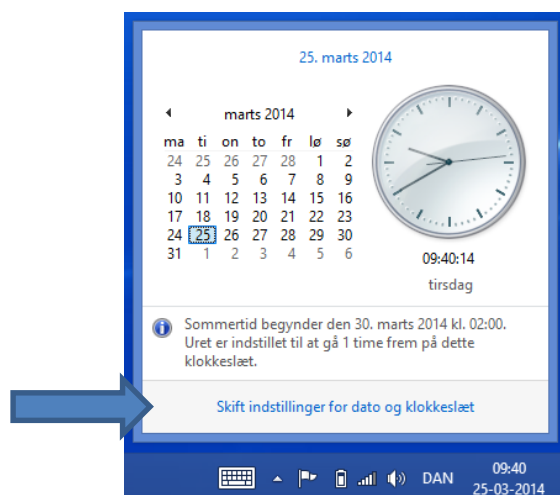 25. marts 2014
marts 2014
ma ti on to fr lø sø
24 25 26 27 28 1 2
3 4 5 6 7 8 9
10 11 12 13 14 15 16
17 18 19 20 21 22 23
24 25 26 27 28 29 30
31 1 2 3 4 5 6
09:40:14
tirsdag
Sommertid begynder den 30. marts 2014 kl. 02:00.
Uret er indstillet til at gå 1 time frem på dette
klokkeslæt.
Skift indstillinger for dato og klokkeslæt
DAN
09:40
25-03-2014